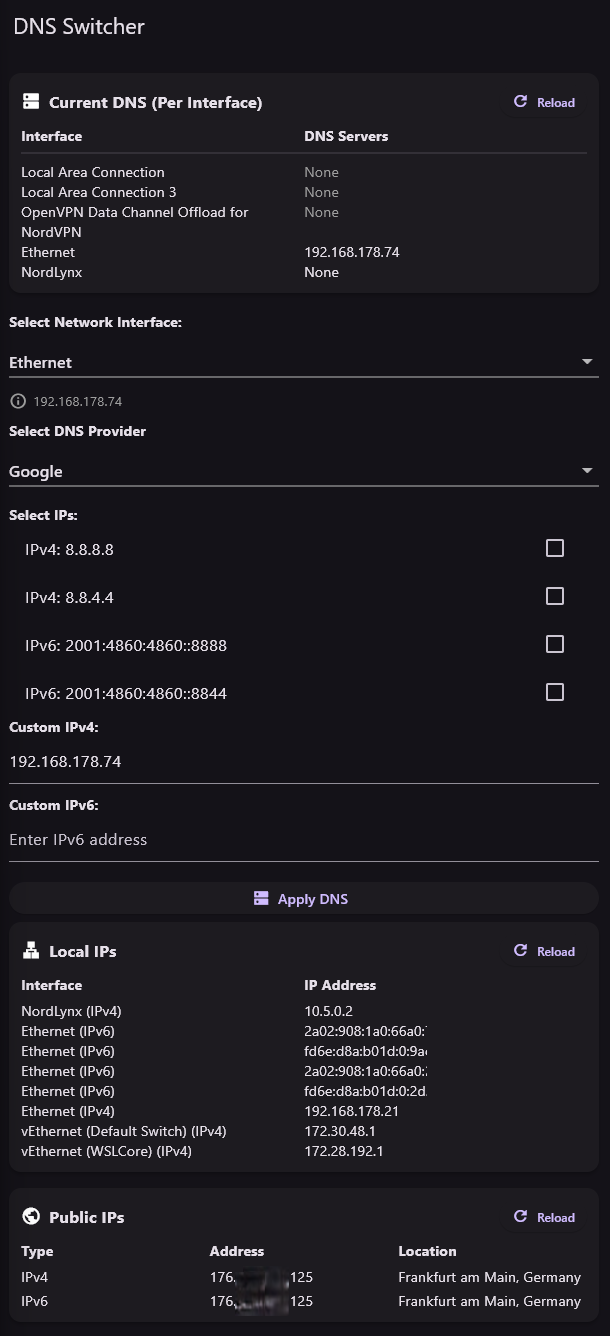 DNS Switcher
Current DNS (Per Interface)
Reload
Interface DNS Servers
Local Area Connection None
Local Area Connection 3 None
OpenVPN Data Channel Offload for None
NordVPN
Ethernet 192.168.178.74
NordLynx None
Select Network Interface:
Ethernet
192.168.178.74
Select DNS Provider
Google
Select IPs:
IPv4: 8.8.8.8
IPv4: 8.8.4.4
IPv6: 2001:4860:4860::8888
IPv6: 2001:4860:4860::8844
Custom IPv4:
192.168.178.74
Custom IPv6:
Enter IPv6 address
Apply DNS
Local IPs
Reload
Interface IP Address
NordLynx (IPv4) 10.5.0.2
Ethernet (IPv6) 2a02:908:1a0:66a0:
Ethernet (IPv6) fd6e:d8a:b01d:0:9a
Ethernet (IPv6) 2a02:908:1a0:66a0:
Ethernet (IPv6) fd6e:d8a:b01d:0:2d
Ethernet (IPv4) 192.168.178.21
vEthernet (Default Switch) (IPv4) 172.30.48.1
vEthernet (WSLCore) (IPv4) 172.28.192.1
Public IPs
Reload
Type Address Location
IPv4 176. 125 Frankfurt am Main, Germany
IPv6 176. 125 Frankfurt am Main, Germany